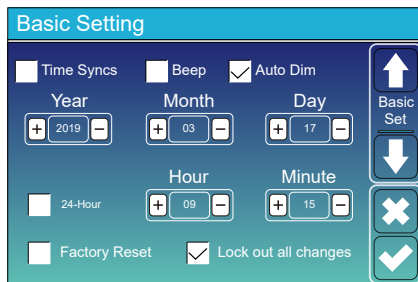 Basic Setting
Time Syncs Beep Auto Dim
Year Month Day
+ 2019 − + 03 − + 17 −
Basic
Set
Hour Minute
24-Hour + 09 − + 15 −
Factory Reset Lock out all changes